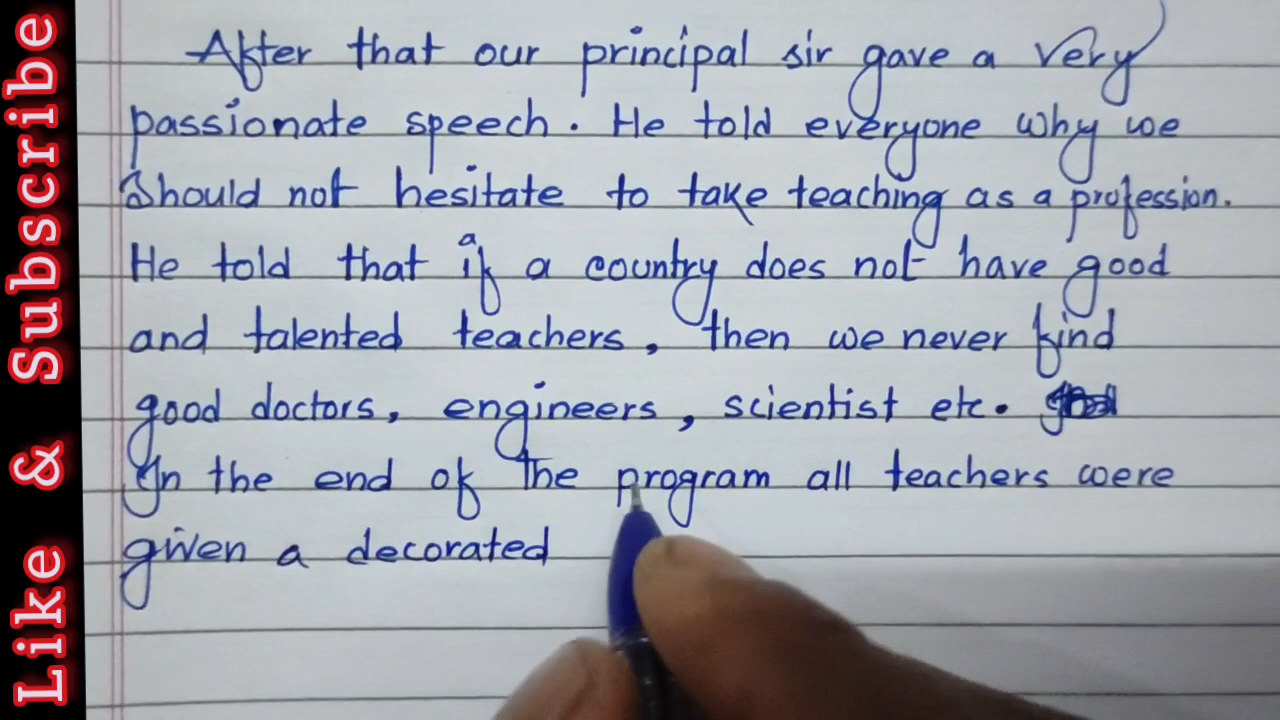 Like & Subscribe
After that our principal sir gave a very
passionate speech. He told everyone why we
should not hesitate to take teaching as a profession.
a
He told that if a country does not have good
and talented teachers, then we never find
good doctors, engineers, scientist etc.
In the end of the program all teachers were
given a decorated